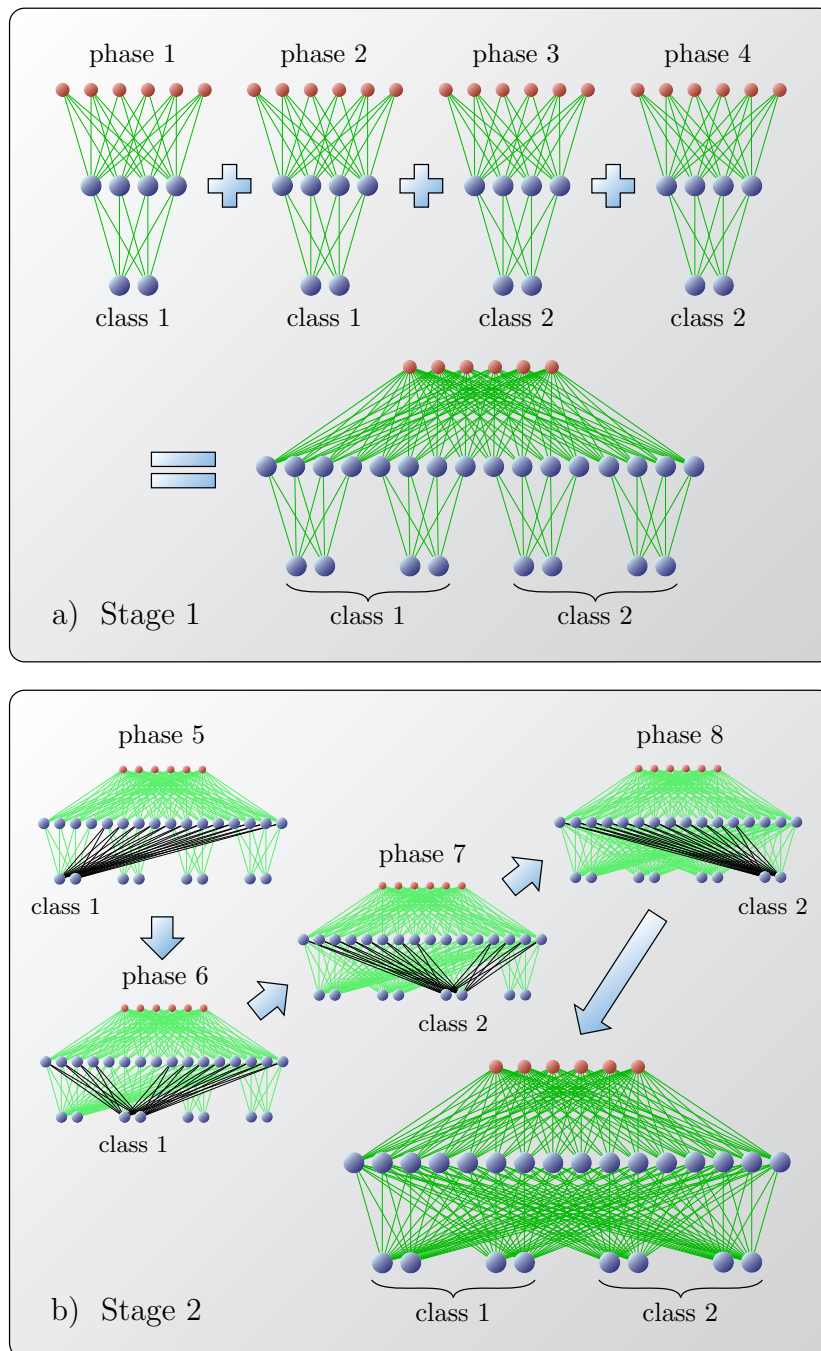 phase 1 phase 2 phase 3 phase 4
class 1 class 1 class 2 class 2
class 1 class 2
a) Stage 1
phase 5 phase 8
phase 7
class 1 class 2
phase 6
class 2
class 1
class 1 class 2
b) Stage 2